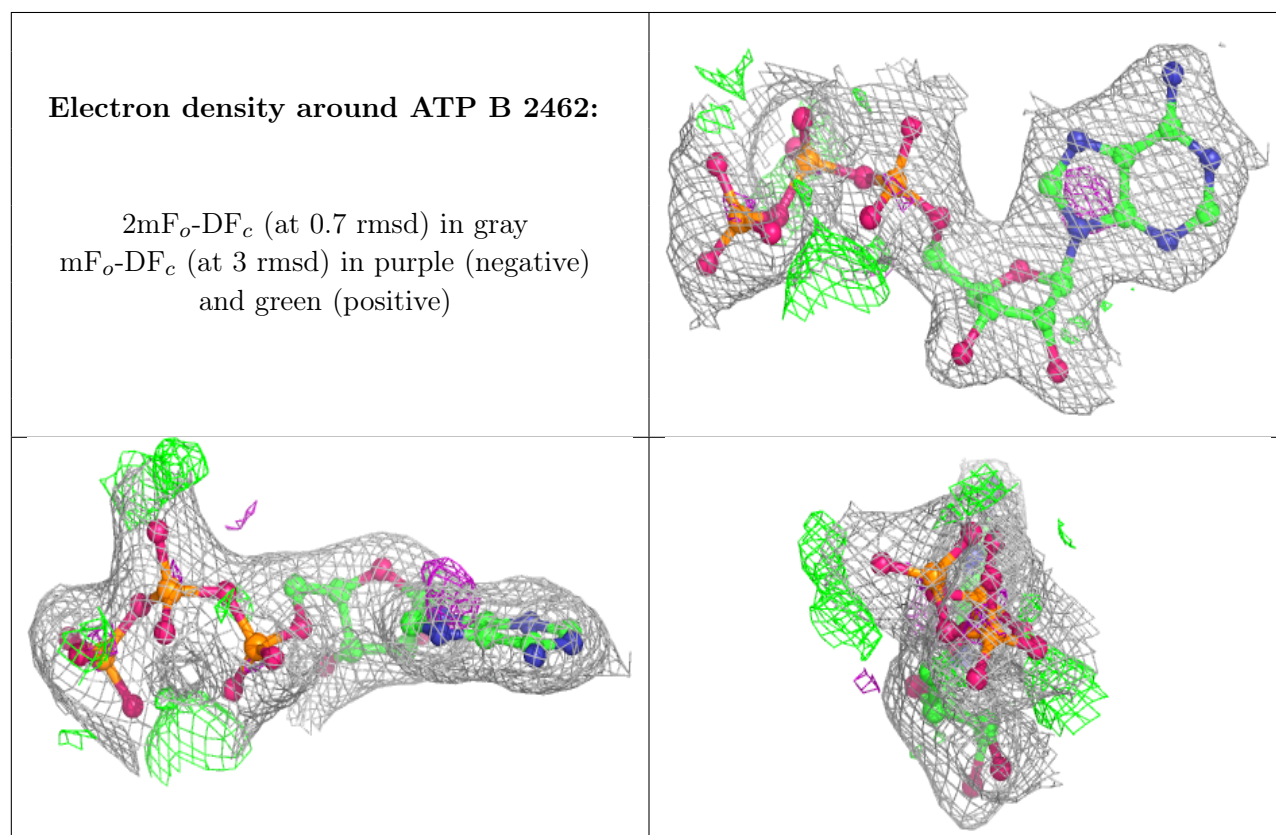 Electron density around ATP B 2462:
2mFₒ-DF𝒸 (at 0.7 rmsd) in gray
mFₒ-DF𝒸 (at 3 rmsd) in purple (negative)
and green (positive)